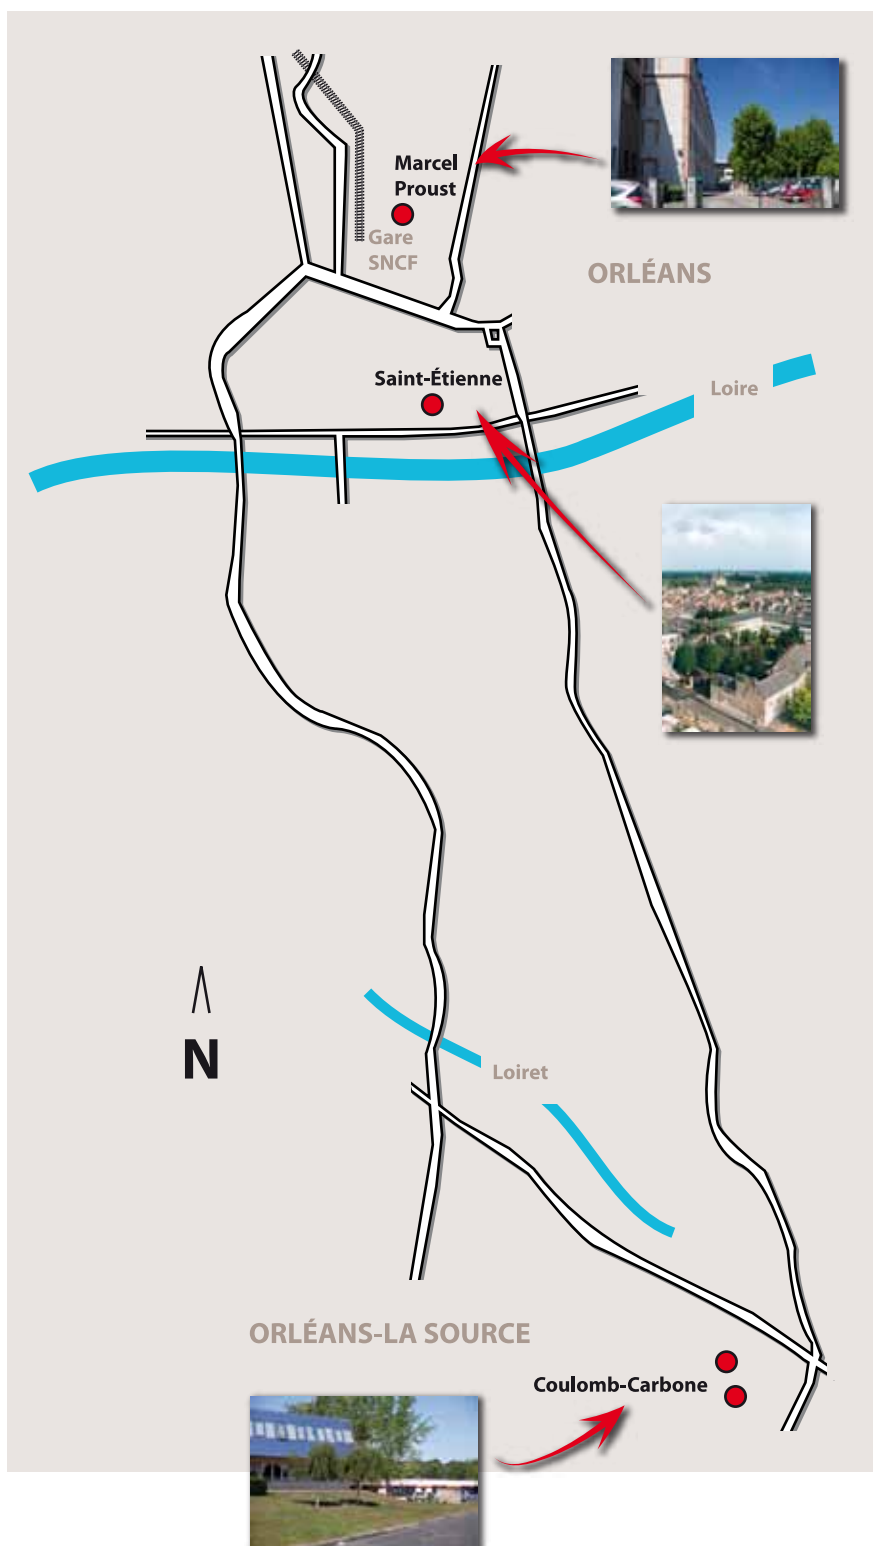 Marcel
Proust
Gare
SNCF
ORLÉANS
Saint-Étienne
Loire
N
Loiret
ORLÉANS-LA SOURCE
Coulomb-Carbone